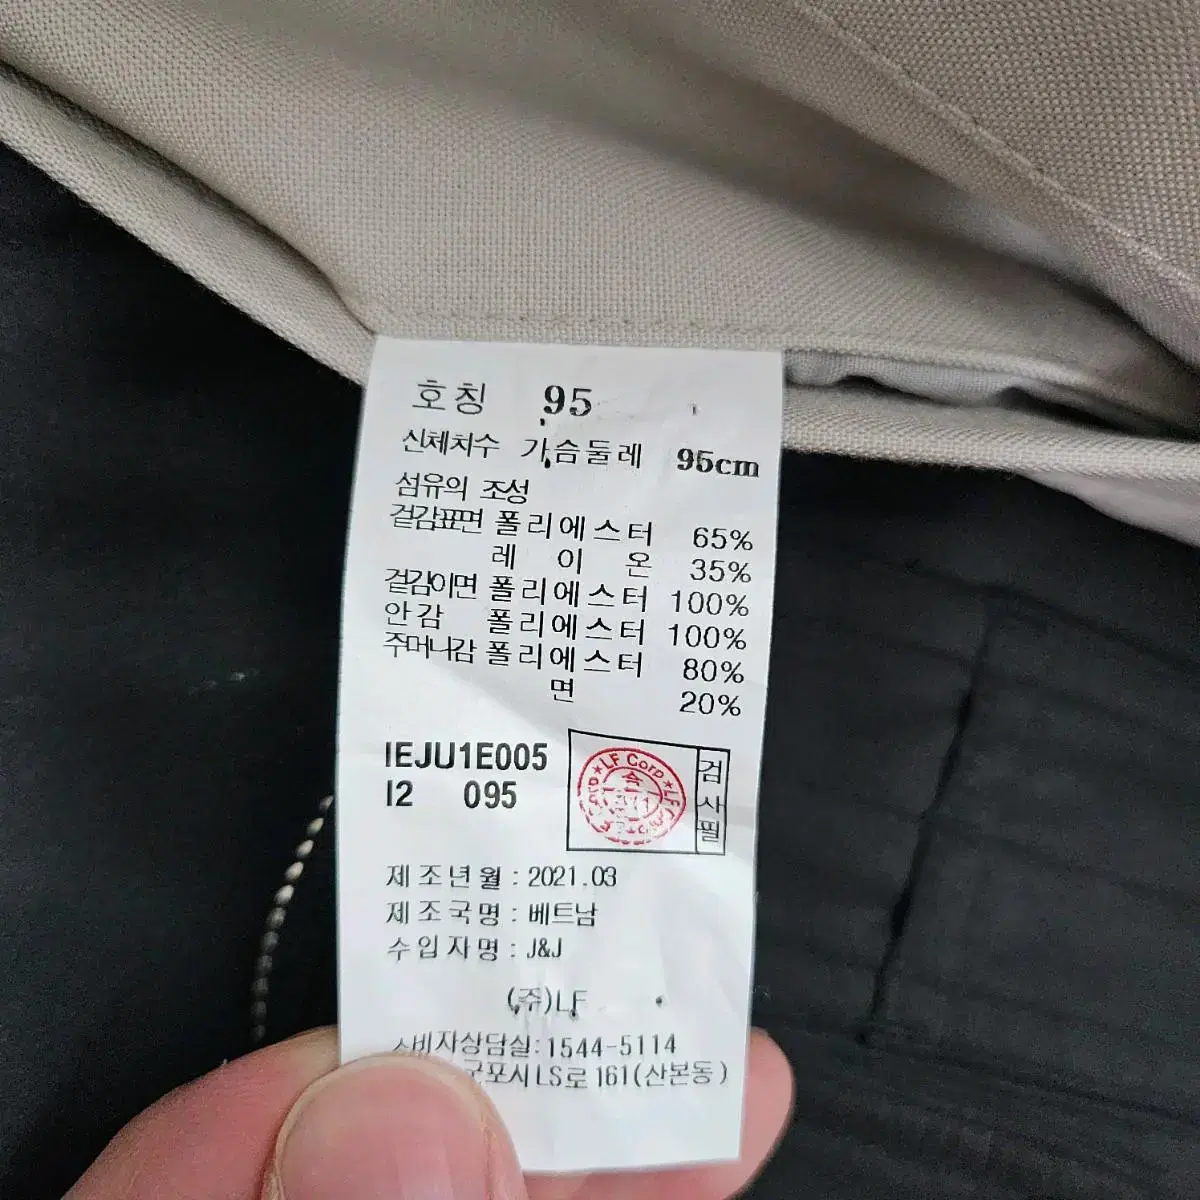 호칭 95
신체치수 가슴둘레 95cm
섬유의 조성
겉감표면 폴리에스터 65%
레이온 35%
겉감이면 폴리에스터 100%
안감 폴리에스터 100%
주머니감 폴리에스터 80%
면 20%
IEJU1E005
I2 095
LF Corp ★ LF Corp ★
검사필
제조년월 : 2021.03
제조국명 : 베트남
수입자명 : J&J
(주)LF
소비자상담실: 1544-5114
군포시 LS로 161(산본동)